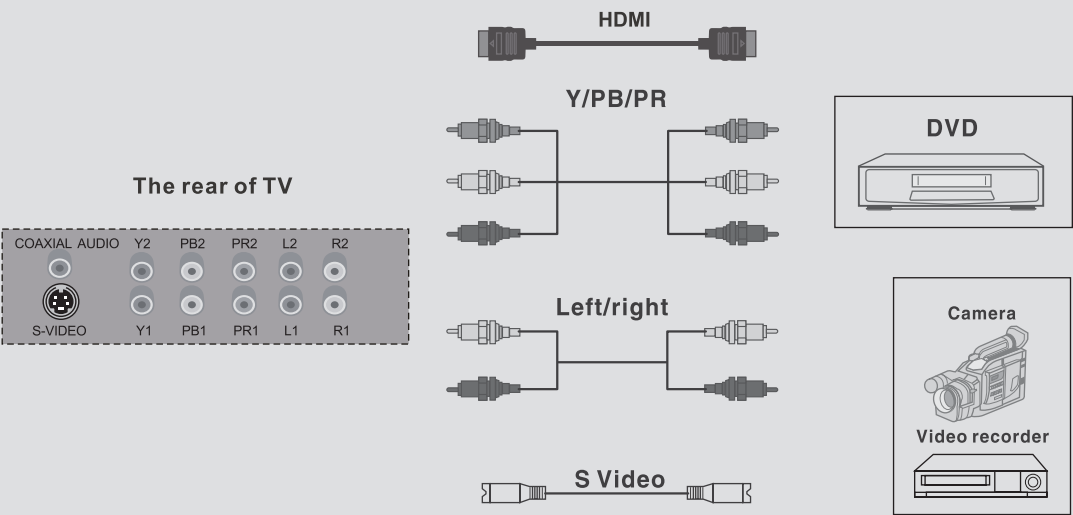 HDMI
Y/PB/PR
DVD
The rear of TV
COAXIAL AUDIO Y2 PB2 PR2 L2 R2
S-VIDEO Y1 PB1 PR1 L1 R1
Left/right
Camera
Video recorder
S Video